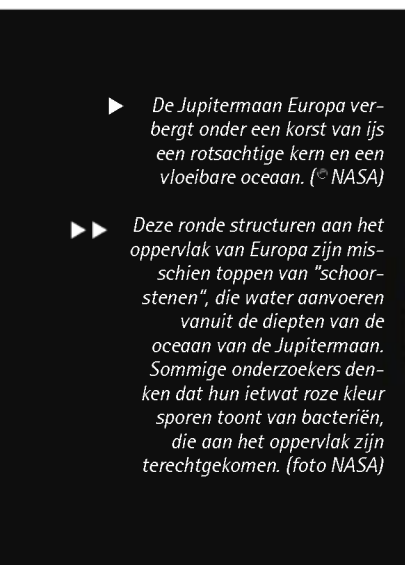 ▶ De Jupitermaan Europa ver-
bergt onder een korst van ijs
een rotsachtige kern en een
vloeibare oceaan. (© NASA)
▶▶ Deze ronde structuren aan het
oppervlak van Europa zijn mis-
schien toppen van "schoor-
stenen", die water aanvoeren
vanuit de diepten van de
oceaan van de Jupitermaan.
Sommige onderzoekers den-
ken dat hun ietwat roze kleur
sporen toont van bacteriën,
die aan het oppervlak zijn
terechtgekomen. (foto NASA)